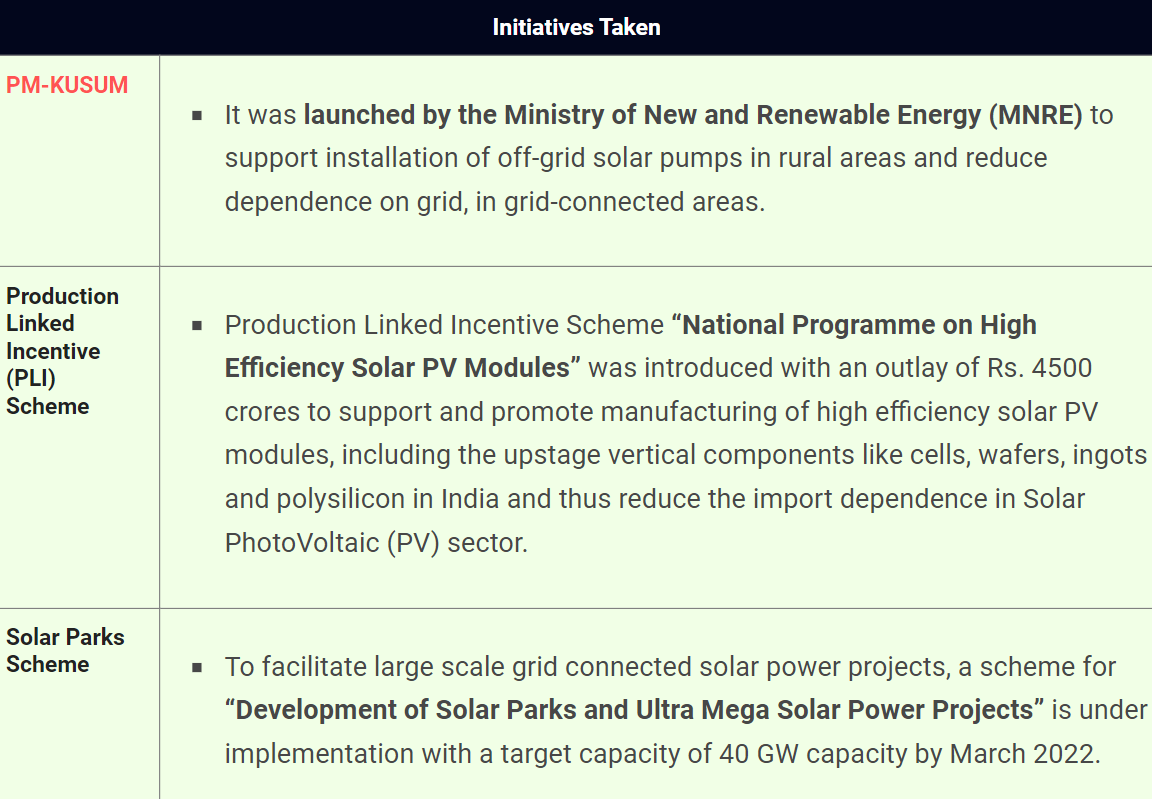 Initiatives Taken
PM-KUSUM
▪ It was launched by the Ministry of New and Renewable Energy (MNRE) to
support installation of off-grid solar pumps in rural areas and reduce
dependence on grid, in grid-connected areas.
Production
Linked
Incentive
(PLI)
Scheme
▪ Production Linked Incentive Scheme “National Programme on High
Efficiency Solar PV Modules” was introduced with an outlay of Rs. 4500
crores to support and promote manufacturing of high efficiency solar PV
modules, including the upstage vertical components like cells, wafers, ingots
and polysilicon in India and thus reduce the import dependence in Solar
PhotoVoltaic (PV) sector.
Solar Parks
Scheme
▪ To facilitate large scale grid connected solar power projects, a scheme for
“Development of Solar Parks and Ultra Mega Solar Power Projects” is under
implementation with a target capacity of 40 GW capacity by March 2022.